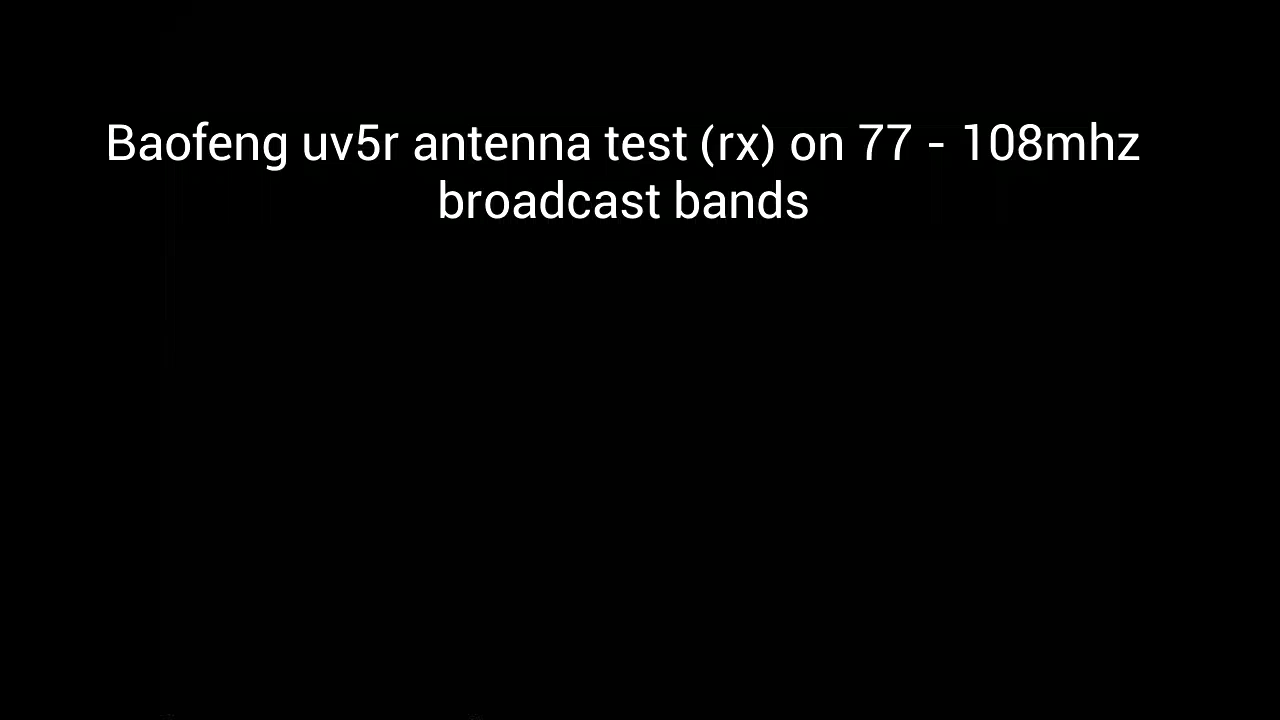 Baofeng uv5r antenna test (rx) on 77 - 108mhz
broadcast bands